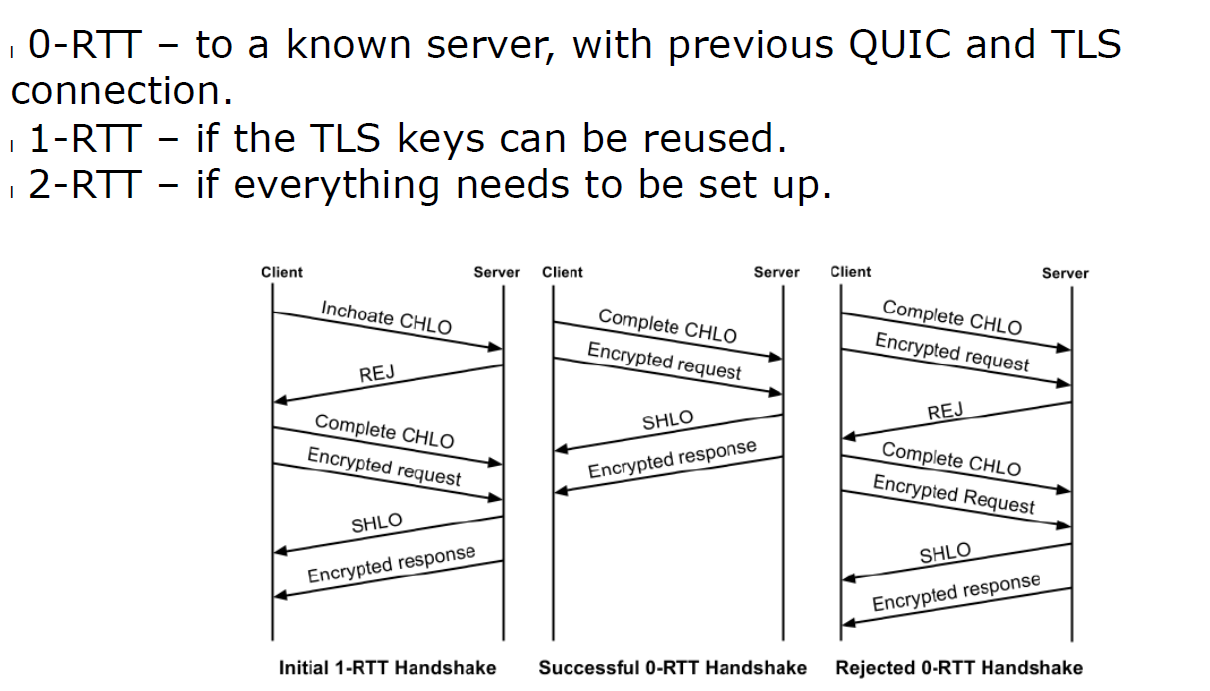 0-RTT – to a known server, with previous QUIC and TLS
connection.
1-RTT – if the TLS keys can be reused.
2-RTT – if everything needs to be set up.
Client Server
Inchoate CHLO
REJ
Complete CHLO
Encrypted request
SHLO
Encrypted response
Initial 1-RTT Handshake
Client Server
Complete CHLO
Encrypted request
SHLO
Encrypted response
Successful 0-RTT Handshake
Client Server
Complete CHLO
Encrypted request
REJ
Complete CHLO
Encrypted Request
SHLO
Encrypted response
Rejected 0-RTT Handshake